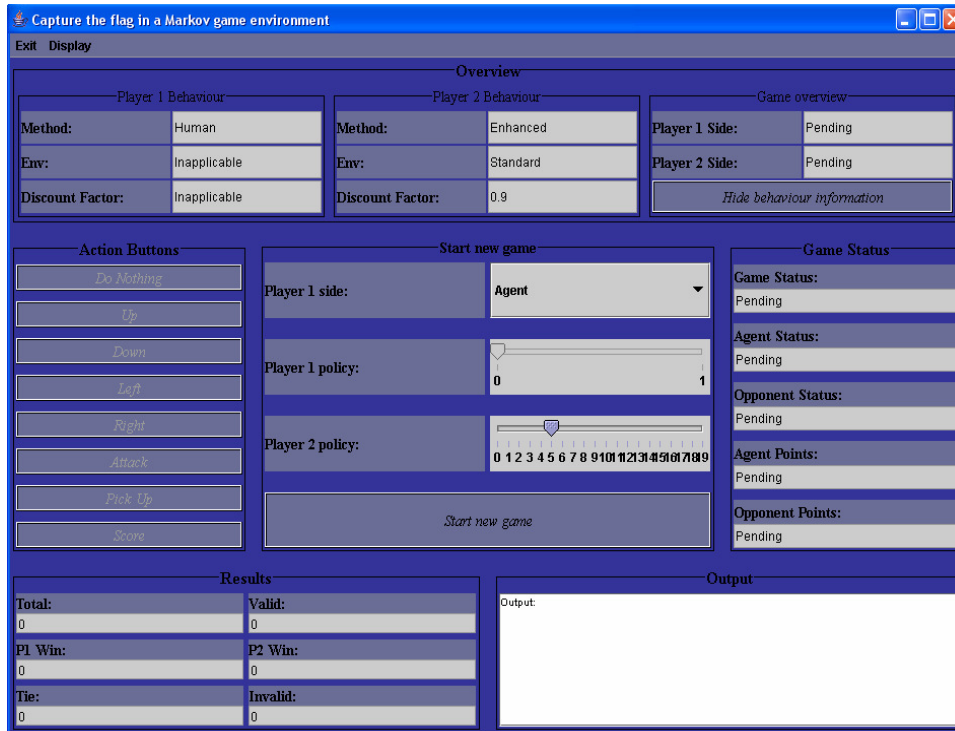 Capture the flag in a Markov game environment
Exit Display
Overview
Player 1 Behaviour
Method: Human
Env: Inapplicable
Discount Factor: Inapplicable
Player 2 Behaviour
Method: Enhanced
Env: Standard
Discount Factor: 0.9
Game overview
Player 1 Side: Pending
Player 2 Side: Pending
Hide behaviour information
Action Buttons
Do Nothing
Up
Down
Left
Right
Attack
Pick Up
Score
Start new game
Player 1 side: Agent
Player 1 policy:
0 1
Player 2 policy:
0 1 2 3 4 5 6 7 8 9 10 11 12 13 14 15 16 17 18 19
Start new game
Game Status
Game Status:
Pending
Agent Status:
Pending
Opponent Status:
Pending
Agent Points:
Pending
Opponent Points:
Pending
Results
Total: Valid:
0 0
P1 Win: P2 Win:
0 0
Tie: Invalid:
0 0
Output
Output: